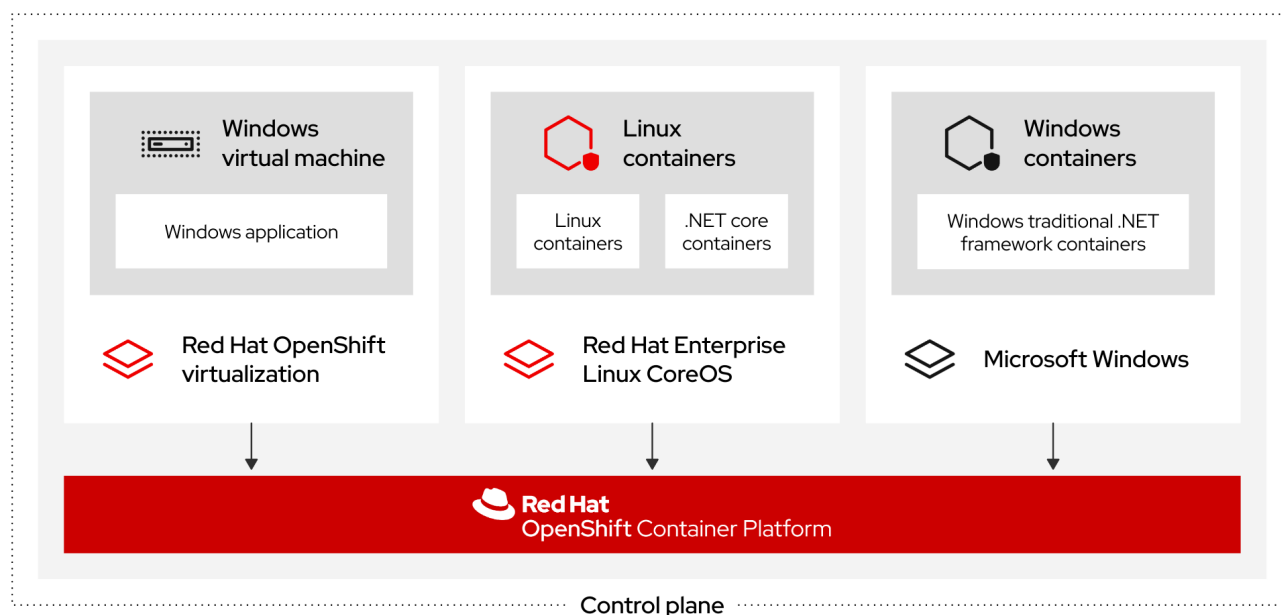 Windows
virtual machine
Windows application
Red Hat OpenShift
virtualization
Linux
containers
Linux
containers
.NET core
containers
Red Hat Enterprise
Linux CoreOS
Windows
containers
Windows traditional .NET
framework containers
Microsoft Windows
Red Hat
OpenShift Container Platform
Control plane